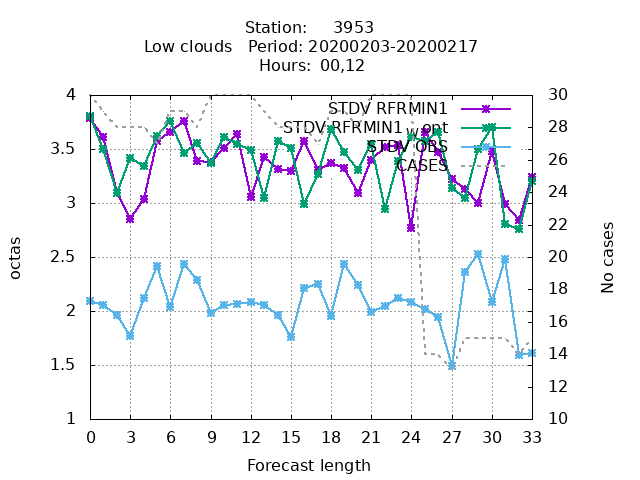 Station: 3953
Low clouds Period: 20200203-20200217
Hours: 00,12
STDV RFRMIN1
STDV RFRMIN1_opt
STDV OBS
CASES
4
3.5
3
2.5
2
1.5
1
30
28
26
24
22
20
18
16
14
12
10
octas
No cases
0 3 6 9 12 15 18 21 24 27 30 33
Forecast length